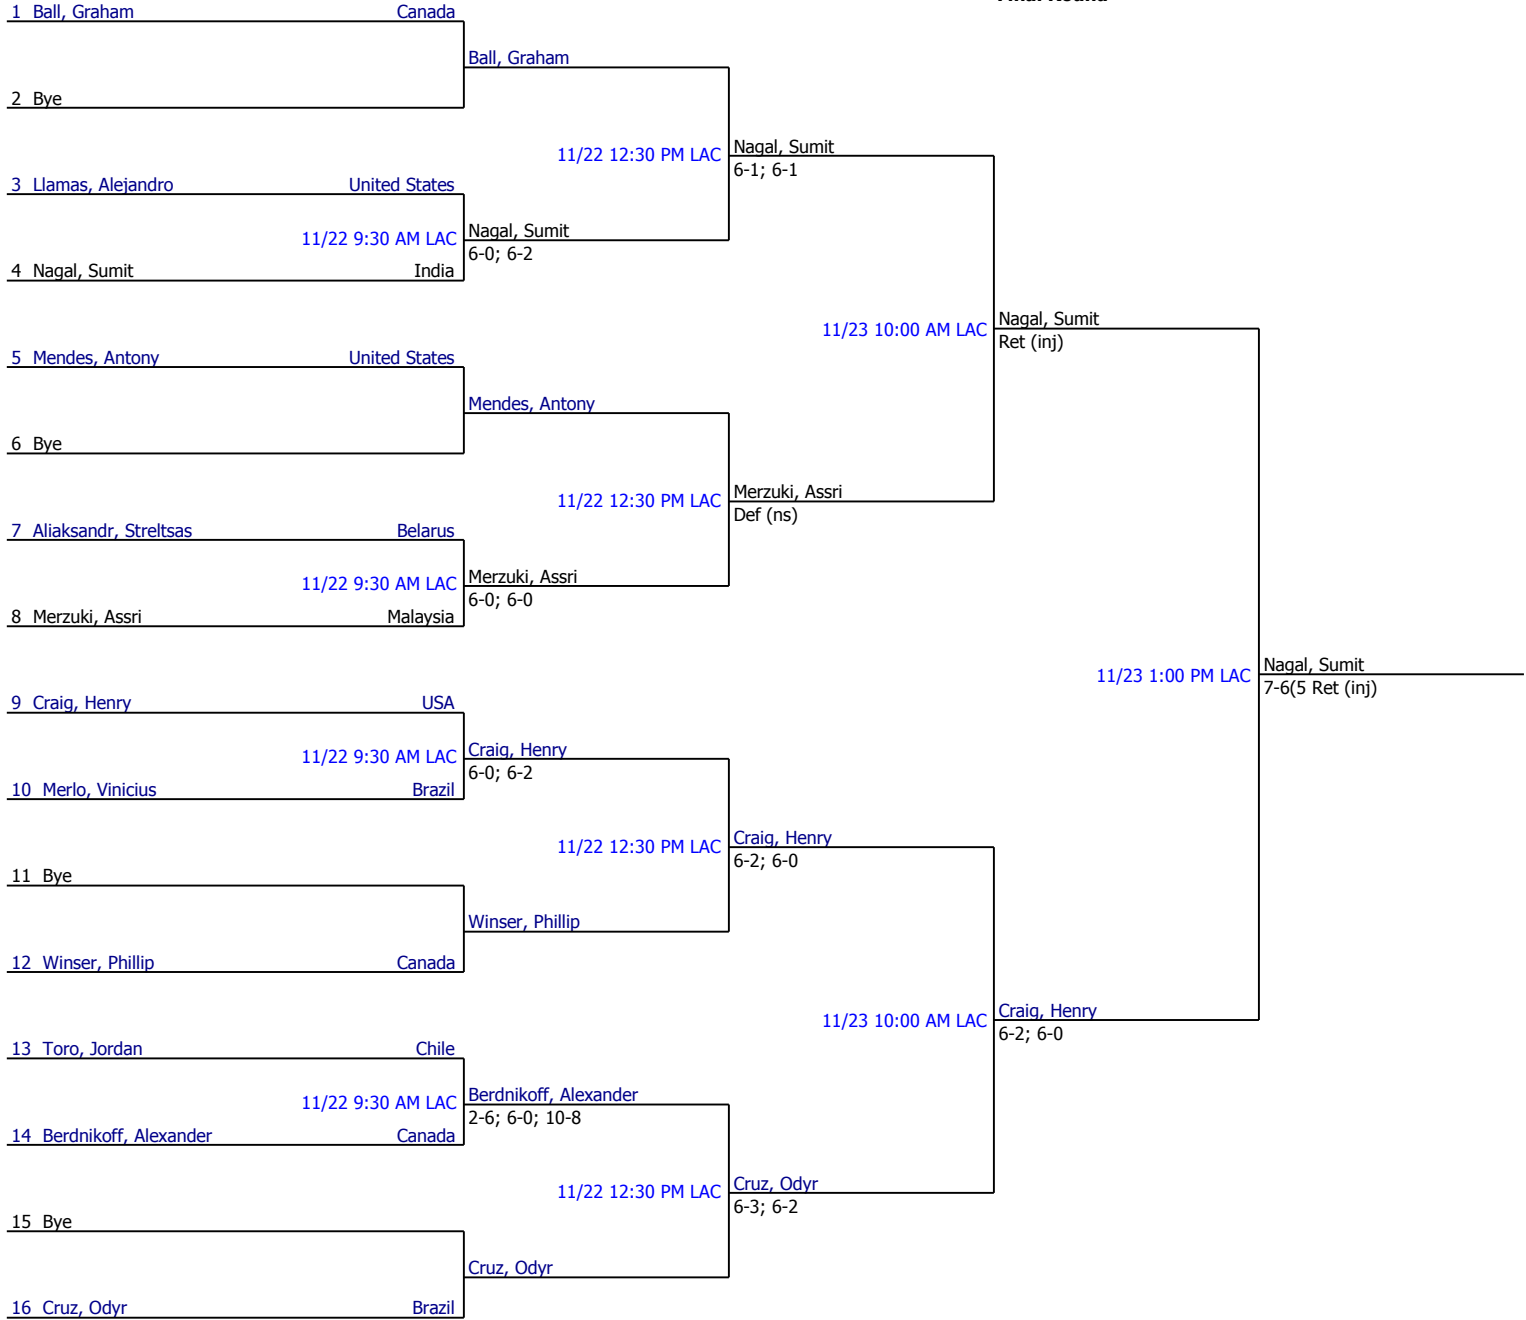 1 Ball, Graham Canada
Ball, Graham
2 Bye
11/22 12:30 PM LAC Nagal, Sumit
6-1; 6-1
3 Llamas, Alejandro United States
11/22 9:30 AM LAC Nagal, Sumit
6-0; 6-2
4 Nagal, Sumit India
11/23 10:00 AM LAC Nagal, Sumit
Ret (inj)
5 Mendes, Antony United States
Mendes, Antony
6 Bye
11/22 12:30 PM LAC Merzuki, Assri
Def (ns)
7 Aliaksandr, Streltsas Belarus
11/22 9:30 AM LAC Merzuki, Assri
6-0; 6-0
8 Merzuki, Assri Malaysia
11/23 1:00 PM LAC Nagal, Sumit
7-6(5 Ret (inj)
9 Craig, Henry USA
11/22 9:30 AM LAC Craig, Henry
6-0; 6-2
10 Merlo, Vinicius Brazil
11/22 12:30 PM LAC Craig, Henry
6-2; 6-0
11 Bye
Winser, Phillip
12 Winser, Phillip Canada
11/23 10:00 AM LAC Craig, Henry
6-2; 6-0
13 Toro, Jordan Chile
11/22 9:30 AM LAC Berdnikoff, Alexander
2-6; 6-0; 10-8
14 Berdnikoff, Alexander Canada
11/22 12:30 PM LAC Cruz, Odyr
6-3; 6-2
15 Bye
Cruz, Odyr
16 Cruz, Odyr Brazil